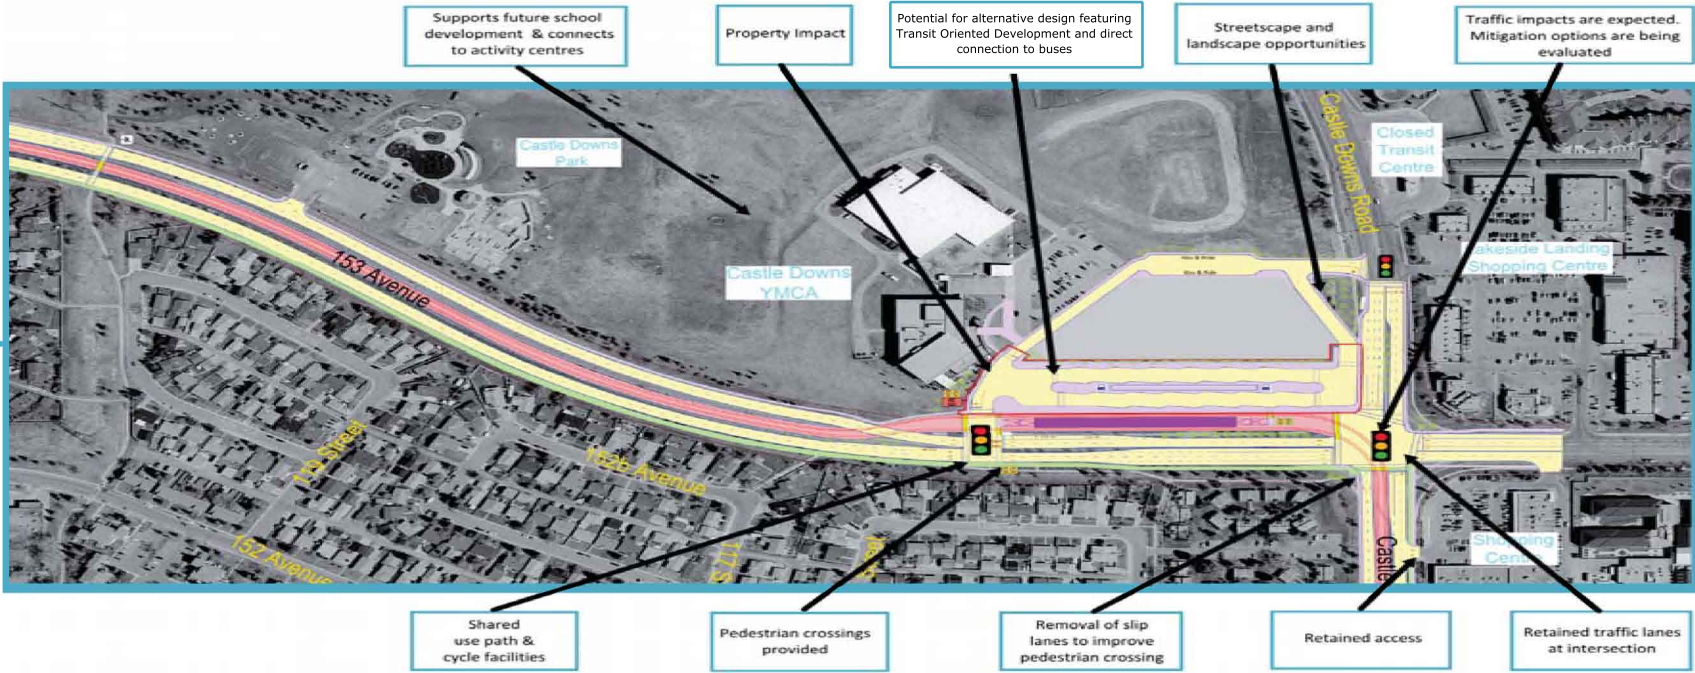 Supports future school
development & connects
to activity centres
Property Impact
Potential for alternative design featuring
Transit Oriented Development and direct
connection to buses
Streetscape and
landscape opportunities
Traffic impacts are expected.
Mitigation options are being
evaluated
Castle Downs
Park
Castle Downs Road
Closed
Transit
Centre
153 Avenue
Castle Downs
YMCA
Lakeside Landing
Shopping Centre
119 Street
152b Avenue
152 Avenue
117 S
Castle
Shopping
Centre
Shared
use path &
cycle facilities
Pedestrian crossings
provided
Removal of slip
lanes to improve
pedestrian crossing
Retained access
Retained traffic lanes
at intersection